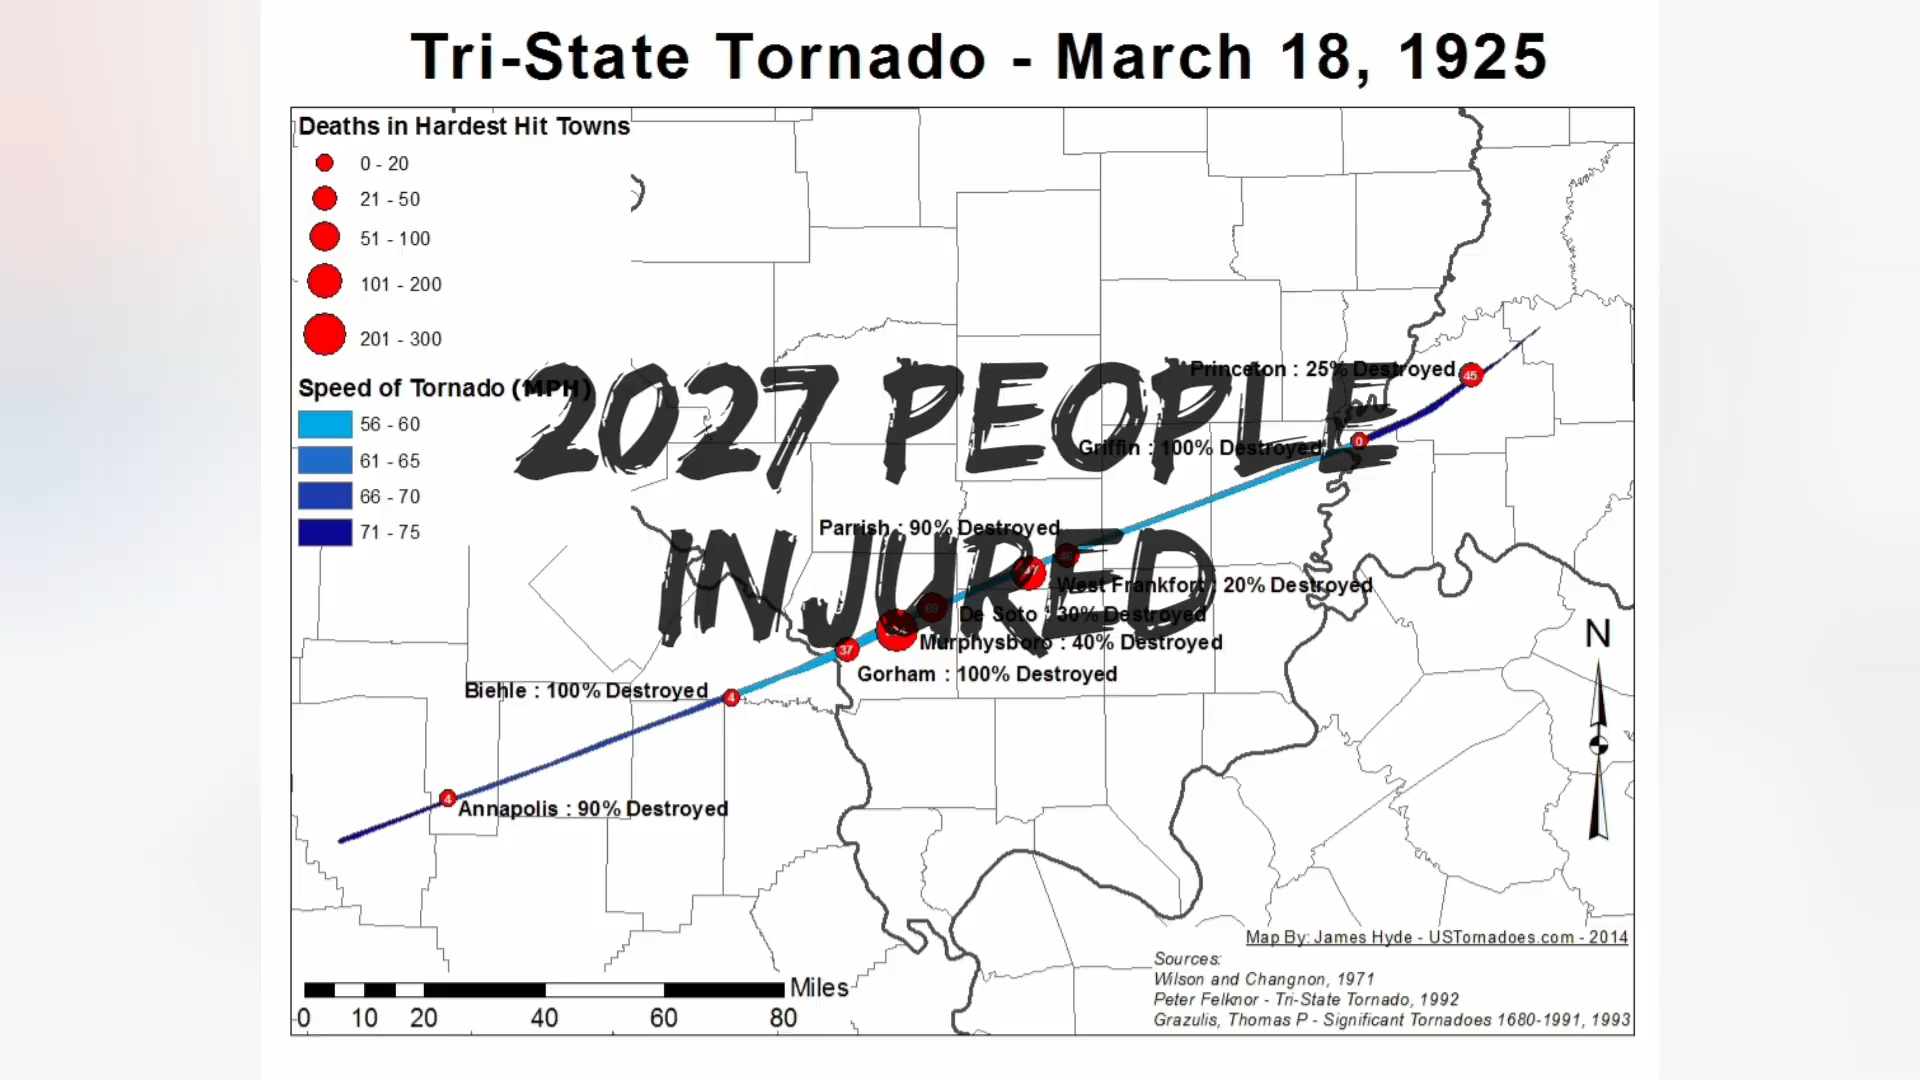 Tri-State Tornado - March 18, 1925
Deaths in Hardest Hit Towns
0 - 20
21 - 50
51 - 100
101 - 200
201 - 300
Speed of Tornado (MPH)
56 - 60
61 - 65
66 - 70
71 - 75
2027 PEOPLE
INJURED
Princeton : 25% Destroyed
45
Griffin : 100% Destroyed
0
Parrish : 90% Destroyed
West Frankfort : 20% Destroyed
69
De Soto : 30% Destroyed
Murphysboro : 40% Destroyed
37
Gorham : 100% Destroyed
Biehle : 100% Destroyed
4
4
Annapolis : 90% Destroyed
N
Map By: James Hyde - USTornadoes.com - 2014
Sources:
Wilson and Changnon, 1971
Peter Felknor - Tri-State Tornado, 1992
Grazulis, Thomas P - Significant Tornadoes 1680-1991, 1993
Miles
0 10 20 40 60 80